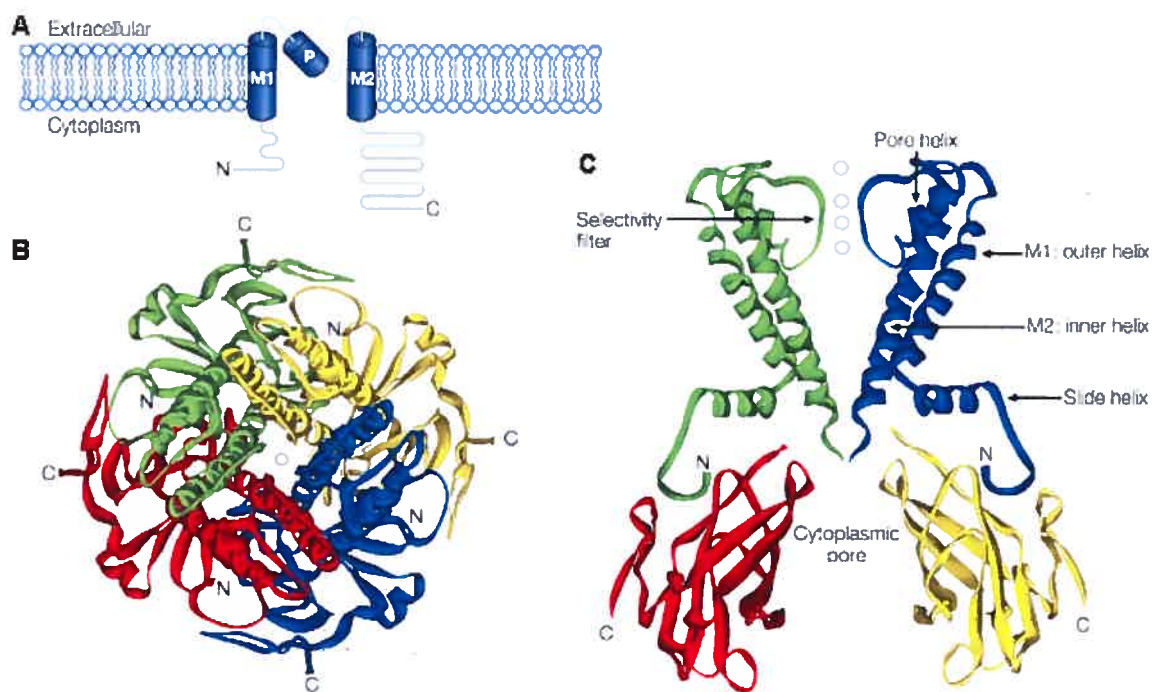 A
Extracellular
M1
P
M2
Cytoplasm
N
C
B
C
N
N
C
C
N
N
C
C
Pore helix
Selectivity
filter
M1: outer helix
M2: inner helix
Slide helix
N
N
Cytoplasmic
pore
C
C